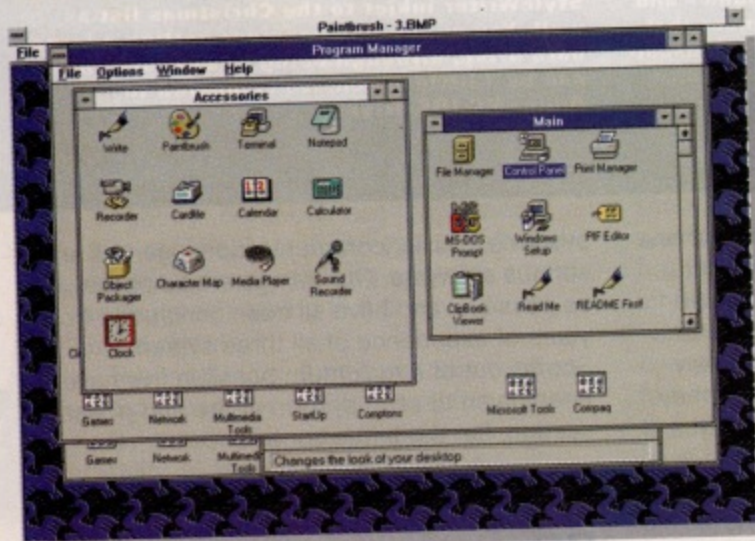 Paintbrush - 3.BMP
File
Program Manager
File Options Window Help
Accessories
Write Paintbrush Terminal Notepad
Recorder Cardfile Calendar Calculator
Object Packager Character Map Media Player Sound Recorder
Clock
Main
File Manager Control Panel Print Manager
MS-DOS Prompt Windows Setup PIF Editor
ClipBook Viewer Read Me README First!
Games Network Multimedia Tools StartUp Comptons Microsoft Tools Compaq
Games Network Multimedi Tools
Changes the look of your desktop